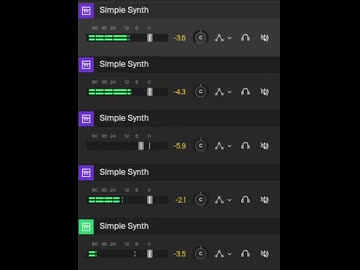 Simple Synth
60 36 24 12 6 0
-3.6 C
Simple Synth
60 36 24 12 6 0
-4.3 C
Simple Synth
60 36 24 12 6 0
-5.9 C
Simple Synth
60 36 24 12 6 0
-2.1 C
Simple Synth
60 36 24 12 6 0
-3.5 C